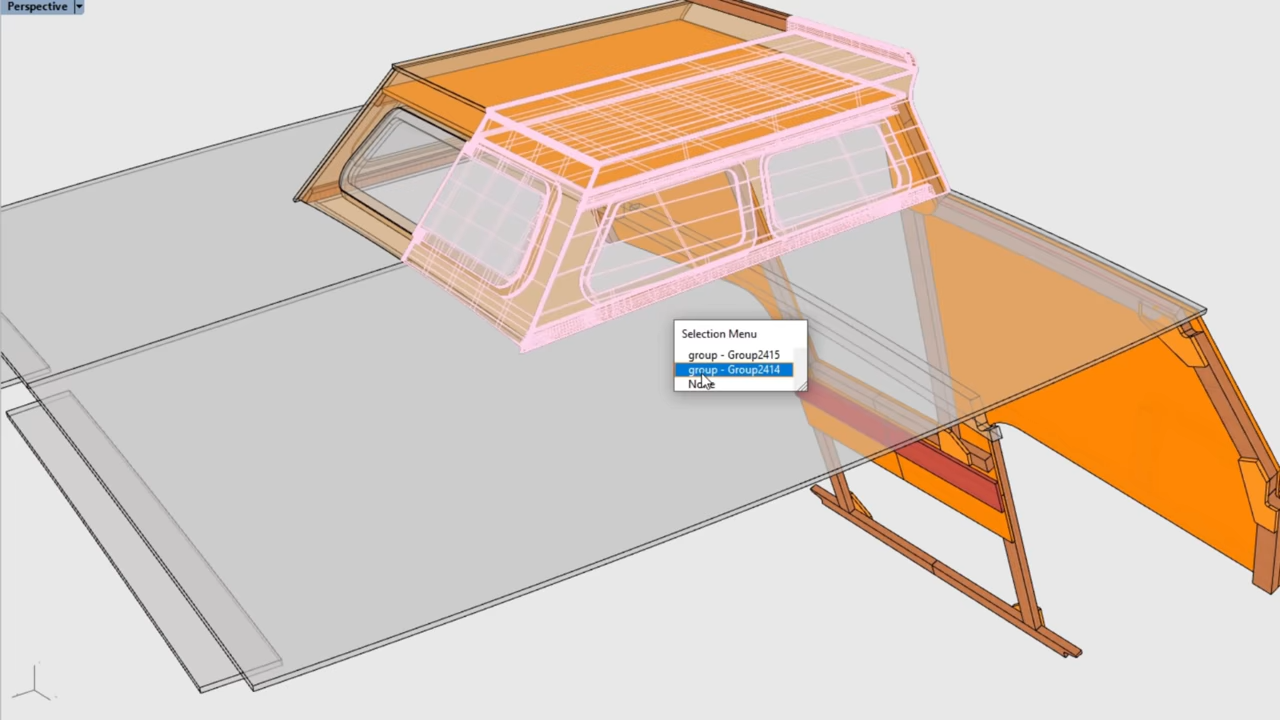 Perspective
Selection Menu
group - Group2415
group - Group2414